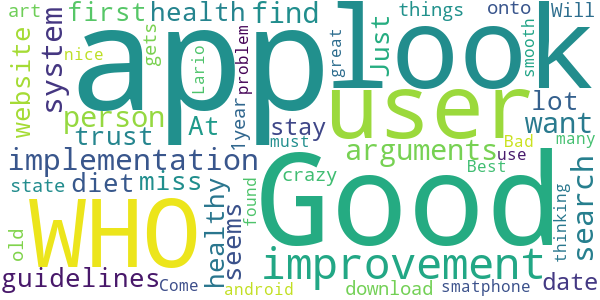 art
first
health
find
things
onto
Will
system
website
gets
nice
app
Lario
problem
look
great
Just
smooth
person
trust
At
1year
user
lot
want
stay
must
arguments
Bad
many
implementation
use
search
state
diet
miss
seems
healthy
found
crazy
Best
thinking
old
WHO
Good
improvement
guidelines
Come
android
download
smatphone
date